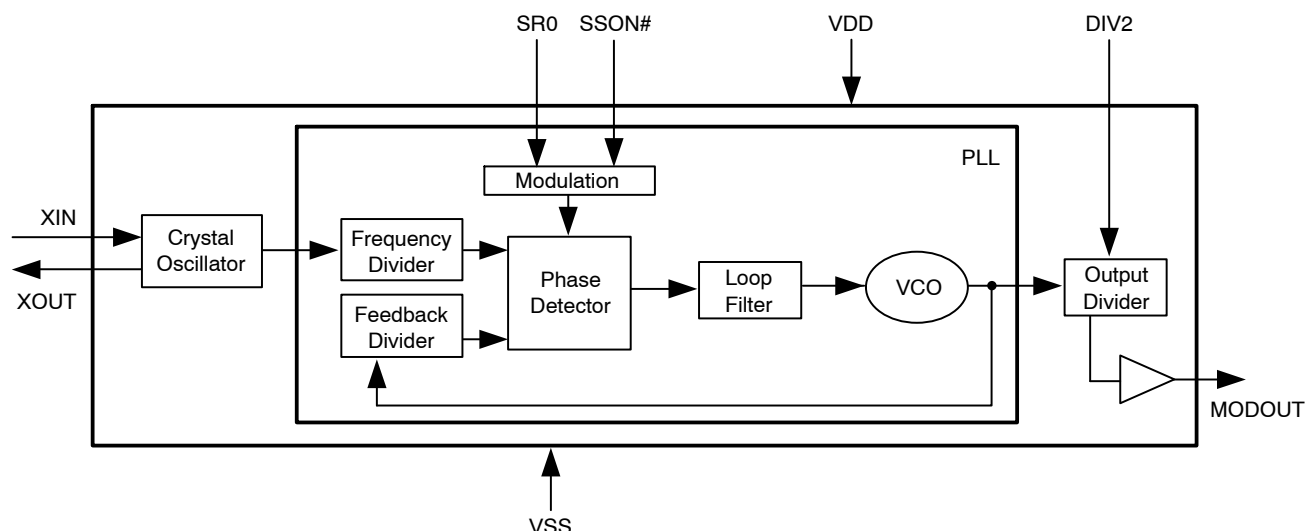 SR0 SSON# VDD DIV2
PLL
Modulation
XIN
Crystal
Oscillator
XOUT
Frequency
Divider
Feedback
Divider
Phase
Detector
Loop
Filter
VCO
Output
Divider
MODOUT
VSS